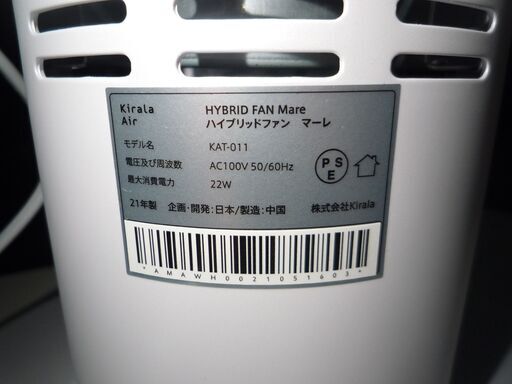 Kirala
Air
HYBRID FAN Mare
ハイブリッドファン マーレ
モデル名 KAT-011
電圧及び周波数 AC100V 50/60Hz
最大消費電力 22W
P S
E
21年製 企画・開発:日本/製造:中国 株式会社Kirala
*AMAWH0021051603*